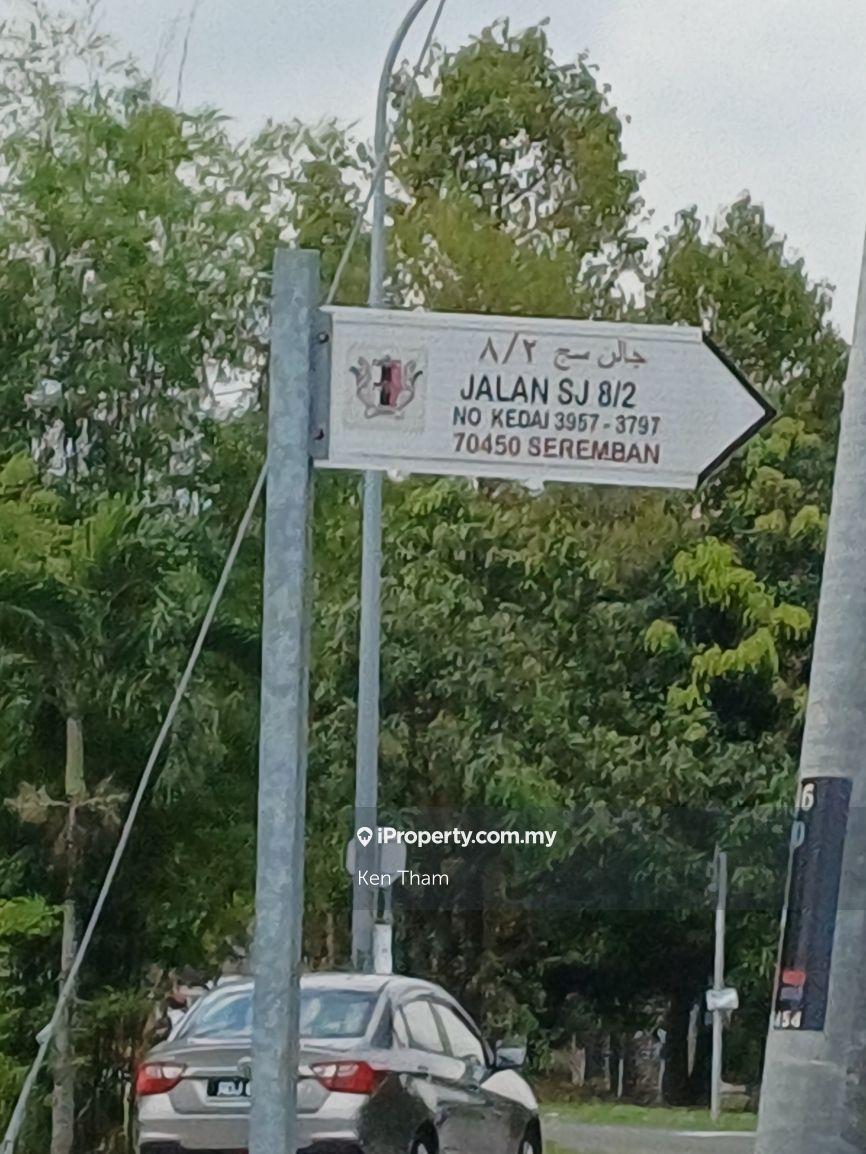 جالن سج ٨/٢
JALAN SJ 8/2
NO KEDAI 3957 - 3797
70450 SEREMBAN
iProperty.com.my
Ken Tham
6